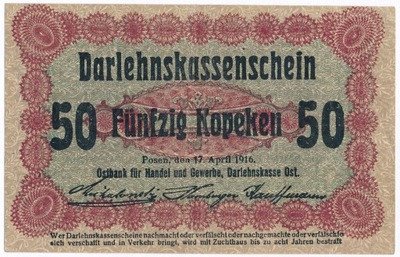 Darlehnskassenschein
50 Fünfzig Kopeken 50
Posen, den 17. April 1916.
Ostbank für Handel und Gewerbe, Darlehnskasse Ost.
Wer Darlehnskassenscheine nachmacht oder verfälscht oder nachgemachte oder verfälschte
sich verschafft und in Verkehr bringt, wird mit Zuchthaus bis zu acht Jahren bestraft